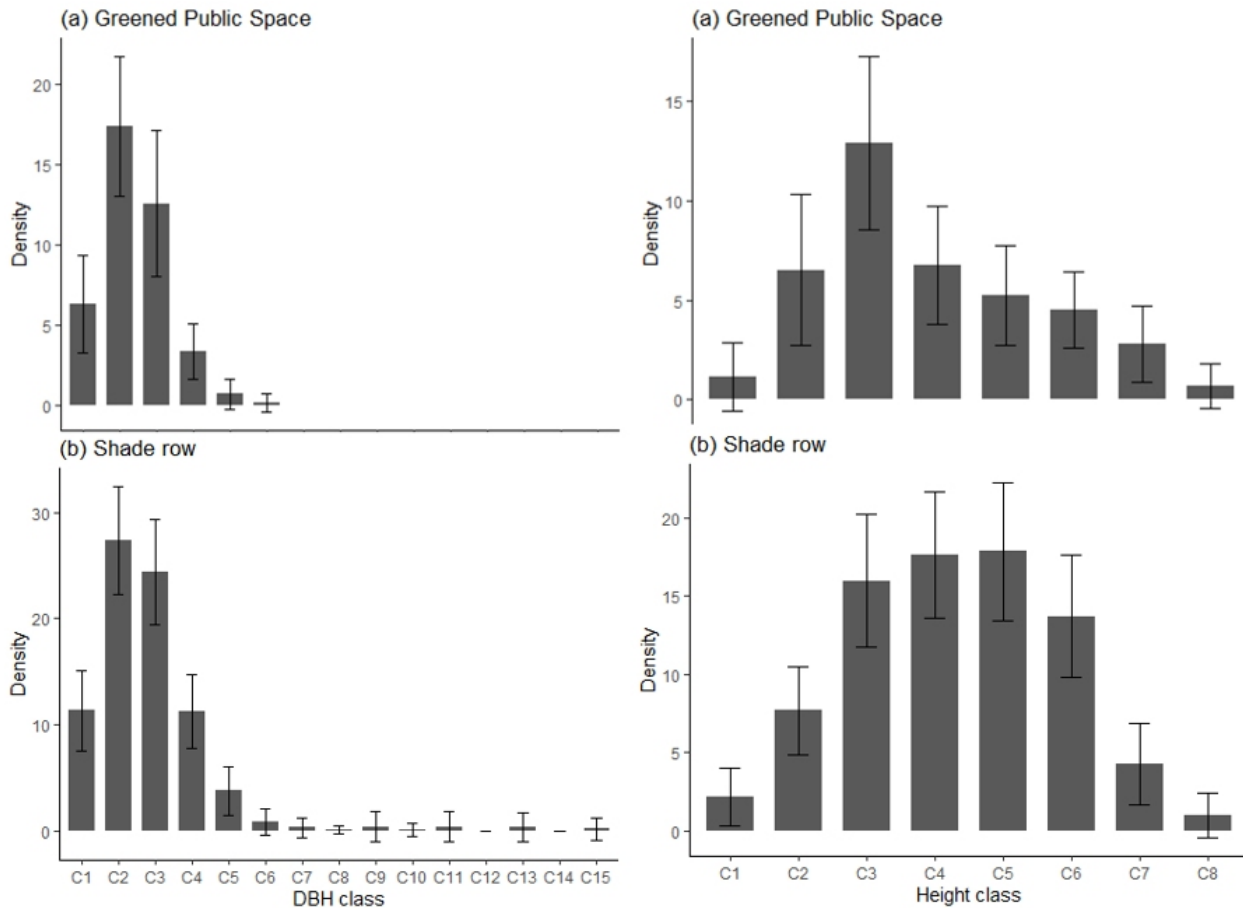 (a) Greened Public Space
20
15
10
5
0
Density
(b) Shade row
30
20
10
0
Density
C1 C2 C3 C4 C5 C6 C7 C8 C9 C10 C11 C12 C13 C14 C15
DBH class
(a) Greened Public Space
15
10
5
0
Density
(b) Shade row
20
15
10
5
0
Density
C1 C2 C3 C4 C5 C6 C7 C8
Height class